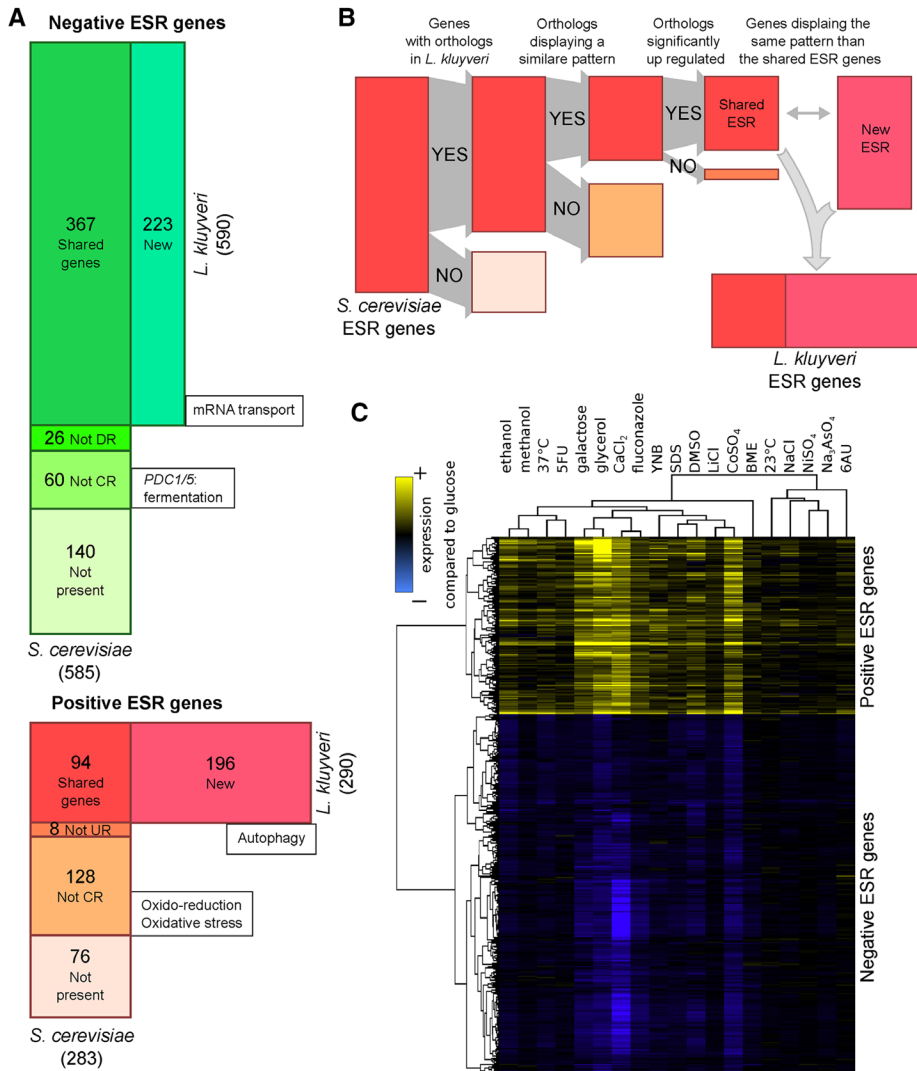 A
Negative ESR genes
367
Shared
genes
223
New
L. kluyveri
(590)
mRNA transport
26 Not DR
60 Not CR
PDC1/5:
fermentation
140
Not
present
S. cerevisiae
(585)
Positive ESR genes
94
Shared
genes
196
New
L. kluyveri
(290)
8 Not UR
Autophagy
128
Not CR
Oxido-reduction
Oxidative stress
76
Not
present
S. cerevisiae
(283)
B
Genes
with orthologs
in L. kluyveri
Orthologs
displaying a
similare pattern
Orthologs
significantly
up regulated
Genes displaing the
same pattern than
the shared ESR genes
YES
YES
YES
Shared
ESR
New
ESR
NO
NO
NO
S. cerevisiae
ESR genes
L. kluyveri
ESR genes
C
ethanol
methanol
37°C
5FU
galactose
glycerol
CaCl2
fluconazole
YNB
SDS
DMSO
LiCl
CoSO4
BME
23°C
NaCl
NiSO4
Na3AsO4
6AU
+
−
expression
compared to glucose
Positive ESR genes
Negative ESR genes